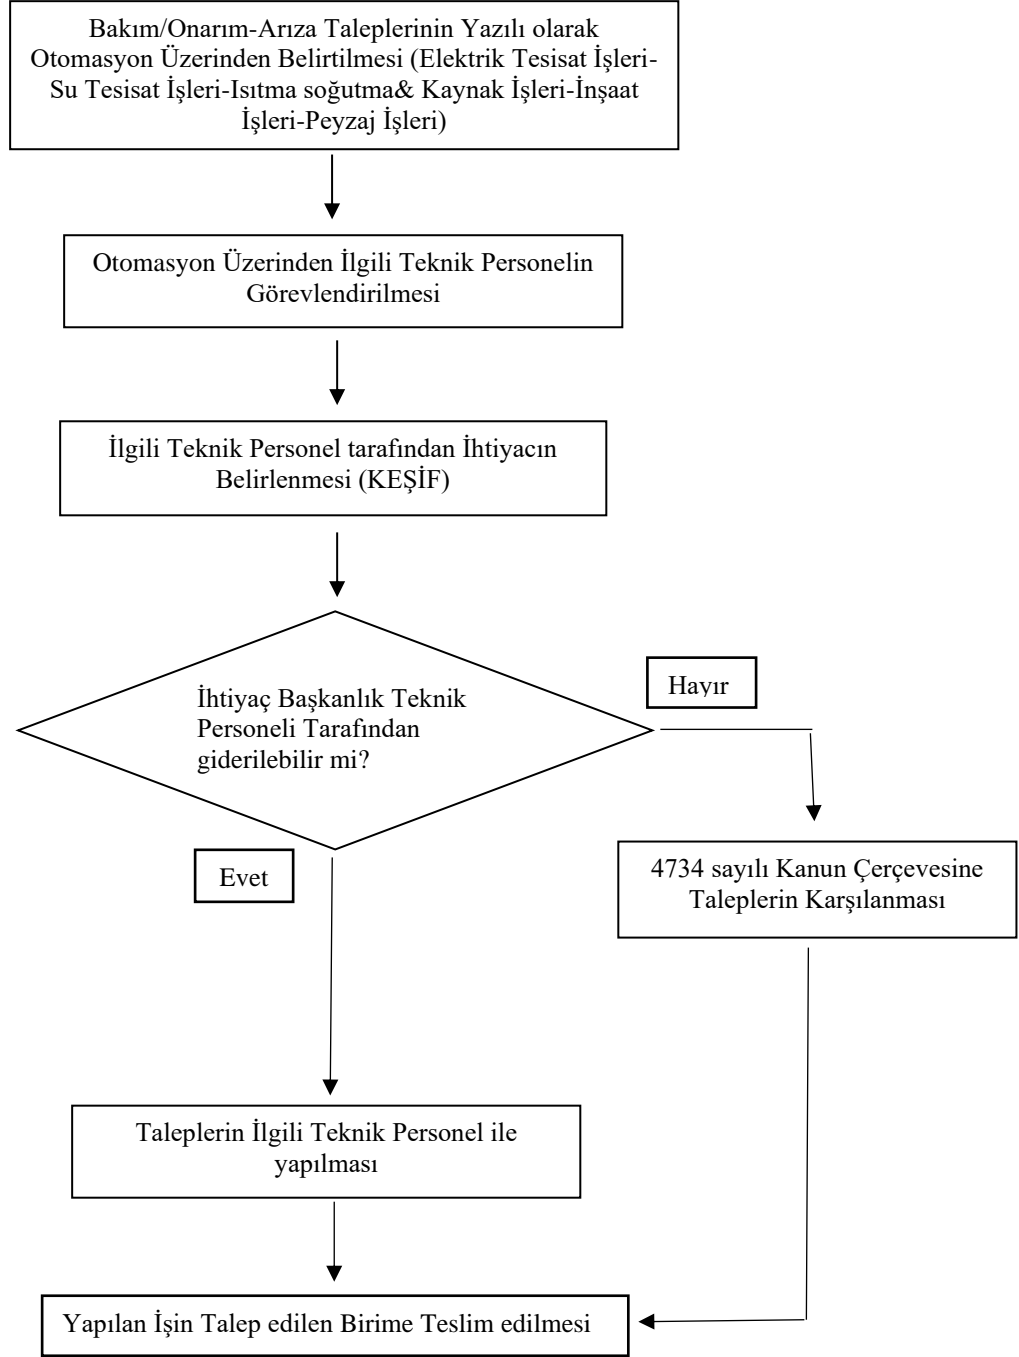 Bakım/Onarım-Arıza Taleplerinin Yazılı olarak
Otomasyon Üzerinden Belirtilmesi (Elektrik Tesisat İşleri-
Su Tesisat İşleri-Isıtma soğutma& Kaynak İşleri-İnşaat
İşleri-Peyzaj İşleri)
Otomasyon Üzerinden İlgili Teknik Personelin
Görevlendirilmesi
İlgili Teknik Personel tarafından İhtiyacın
Belirlenmesi (KEŞİF)
İhtiyaç Başkanlık Teknik
Personeli Tarafından
giderilebilir mi?
Hayır
Evet
4734 sayılı Kanun Çerçevesine
Taleplerin Karşılanması
Taleplerin İlgili Teknik Personel ile
yapılması
Yapılan İşin Talep edilen Birime Teslim edilmesi